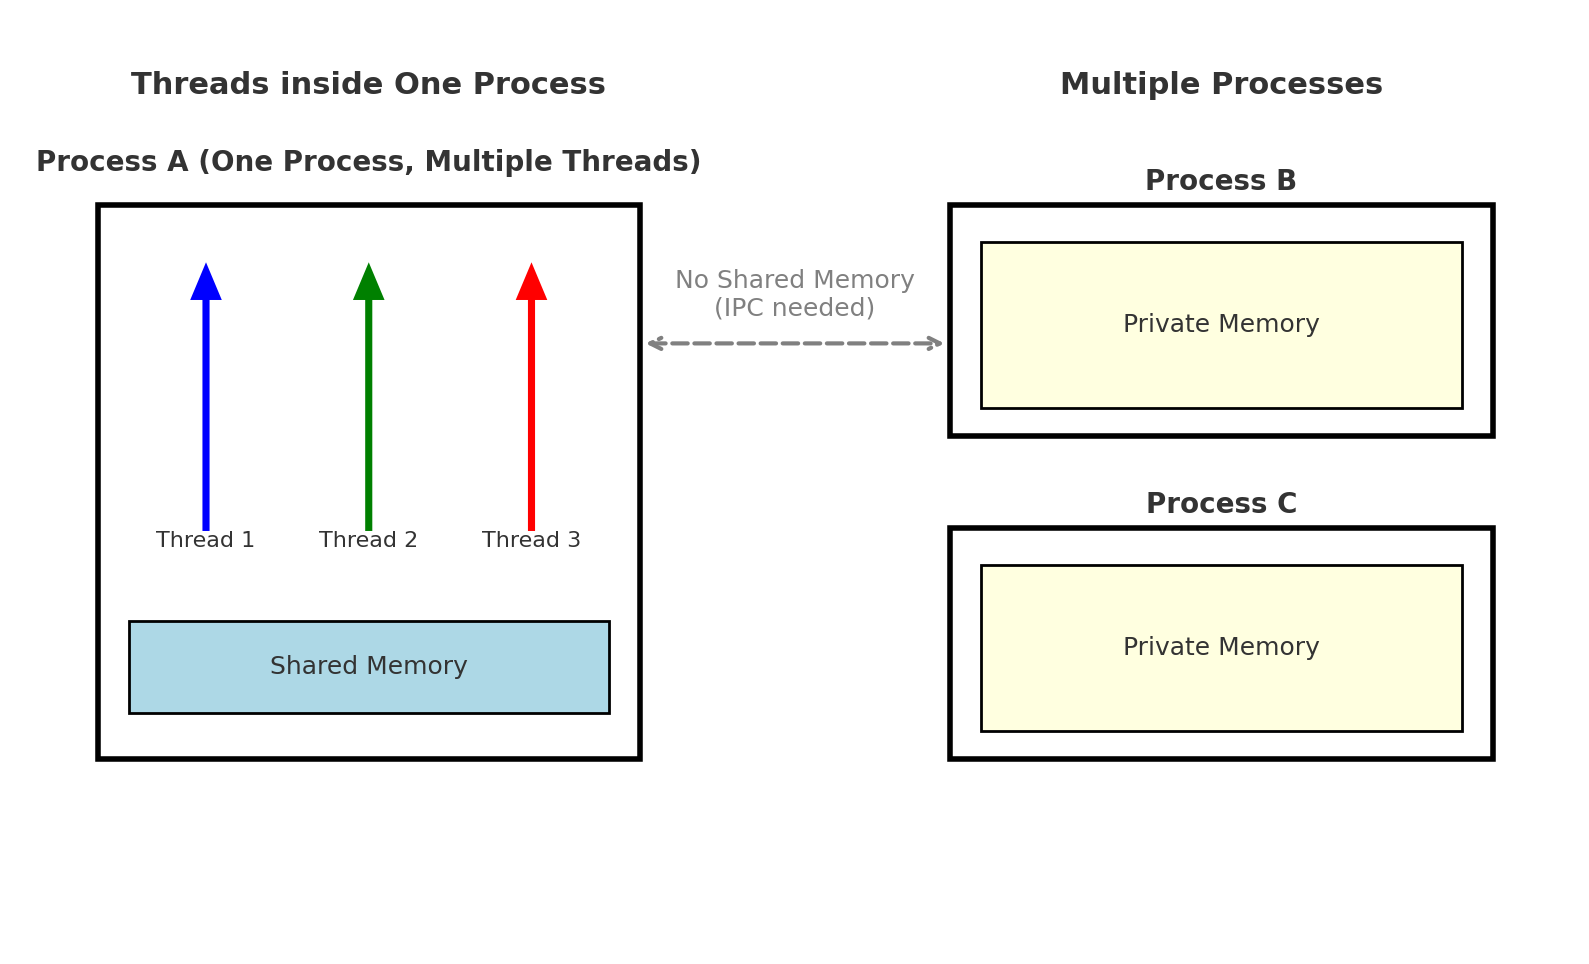 Threads inside One Process
Multiple Processes
Process A (One Process, Multiple Threads)
Process B
No Shared Memory
(IPC needed)
Private Memory
Thread 1
Thread 2
Thread 3
Shared Memory
Process C
Private Memory